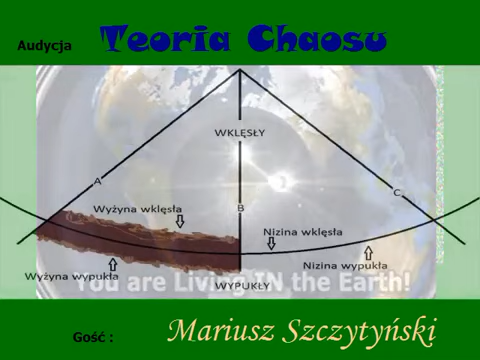 Audycja Teoria Chaosu
WKLĘSŁY
A
C
Wyżyna wklęsła
B
Nizina wklęsła
Nizina wypukła
Wyżyna wypukła
You are Living IN the Earth!
WYPUKŁY
Gość : Mariusz Szczytyński